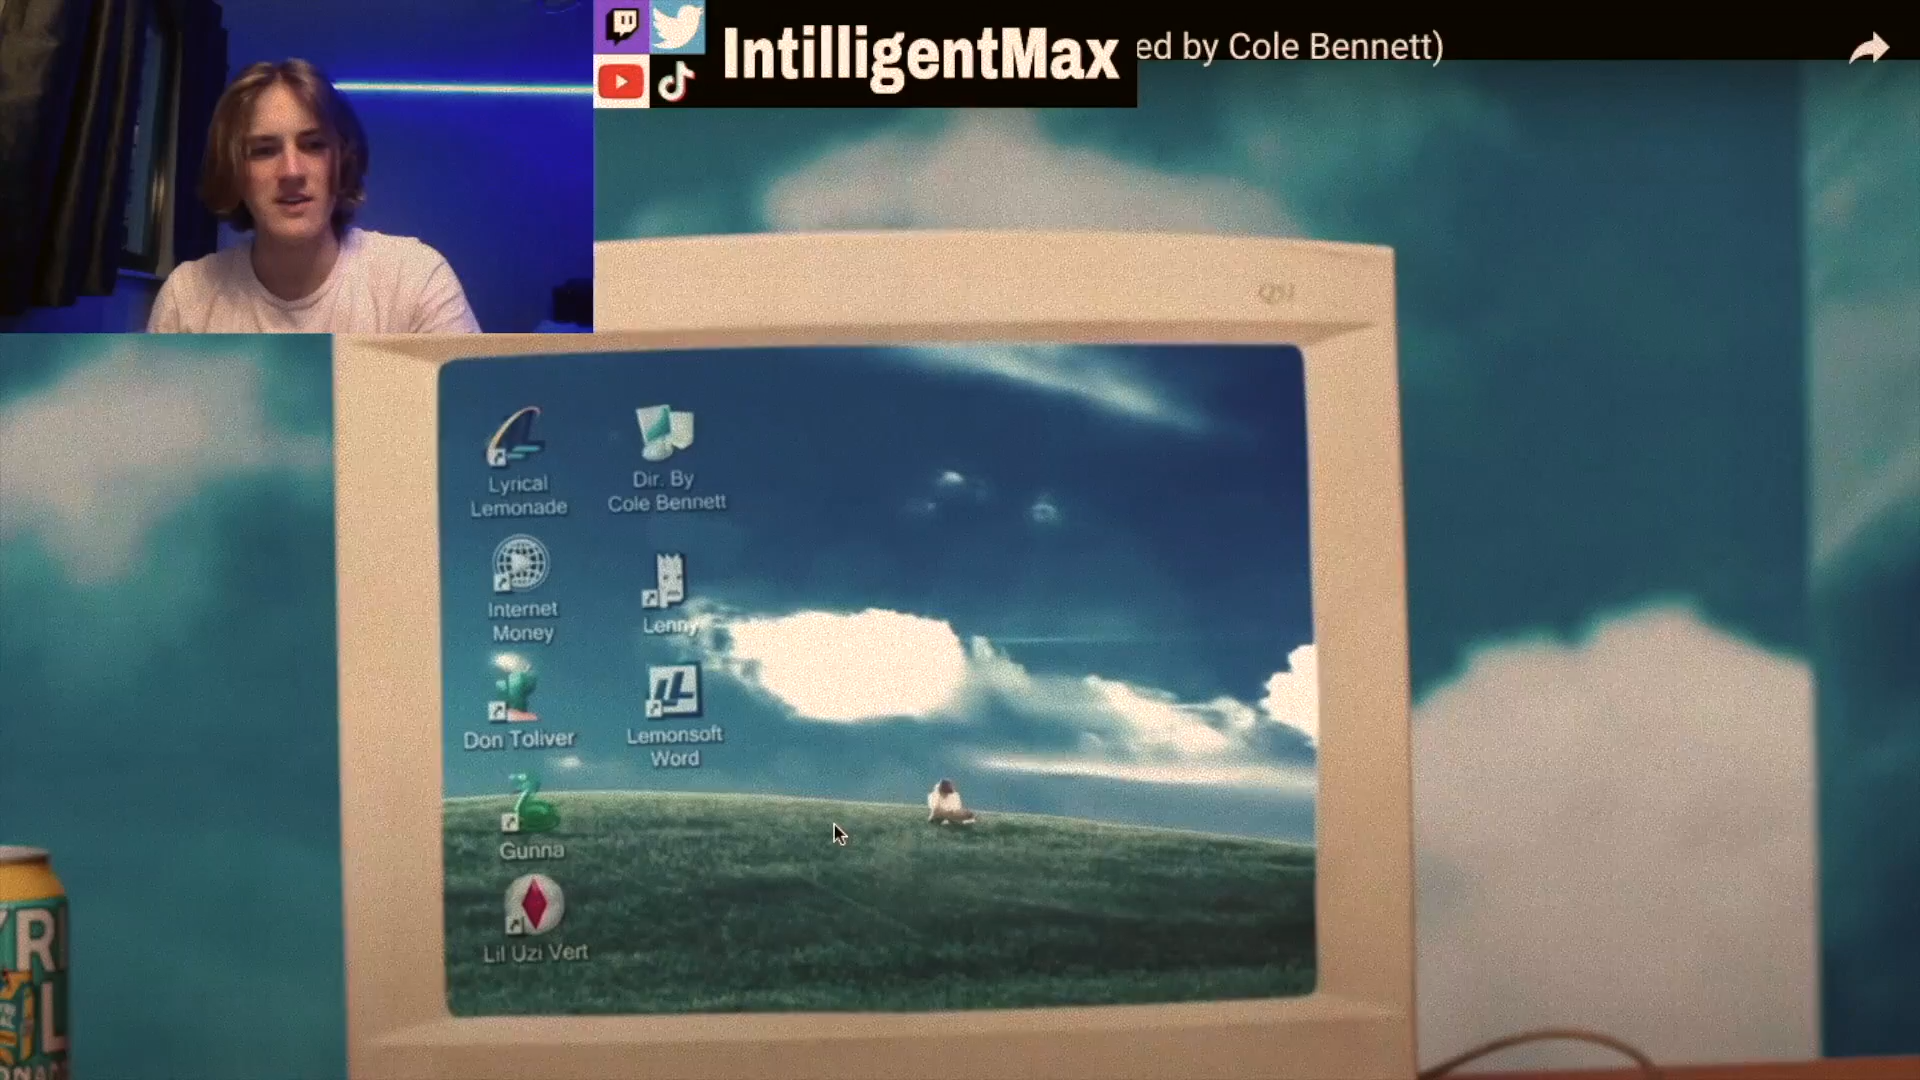 IntilligentMax
ed by Cole Bennett)
Lyrical
Lemonade
Dir. By
Cole Bennett
Internet
Money
Lenny
Don Toliver
Lemonsoft
Word
Gunna
Lil Uzi Vert